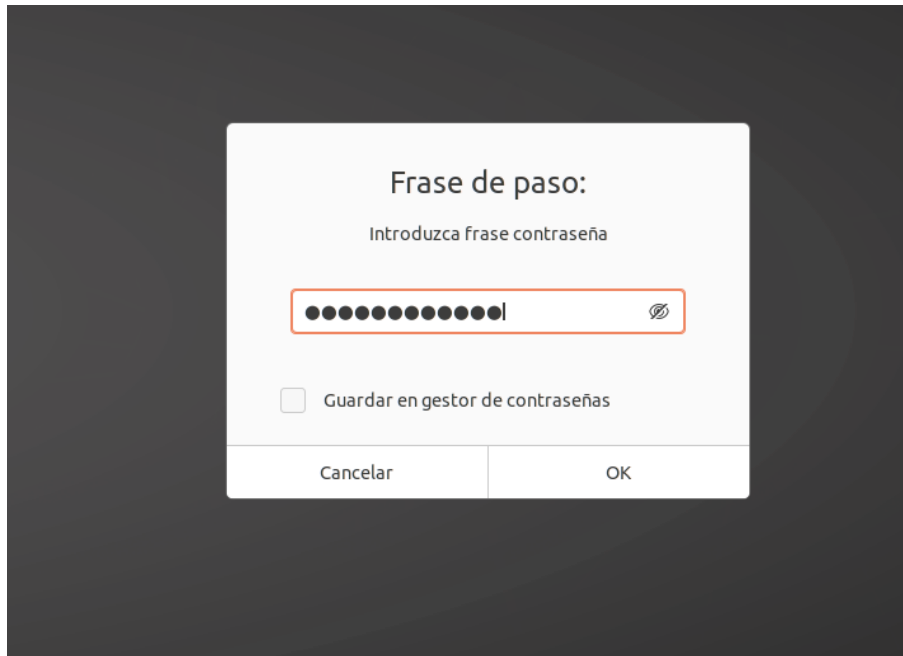 Frase de paso:
Introduzca frase contraseña
●●●●●●●●●●●●
Guardar en gestor de contraseñas
Cancelar
OK